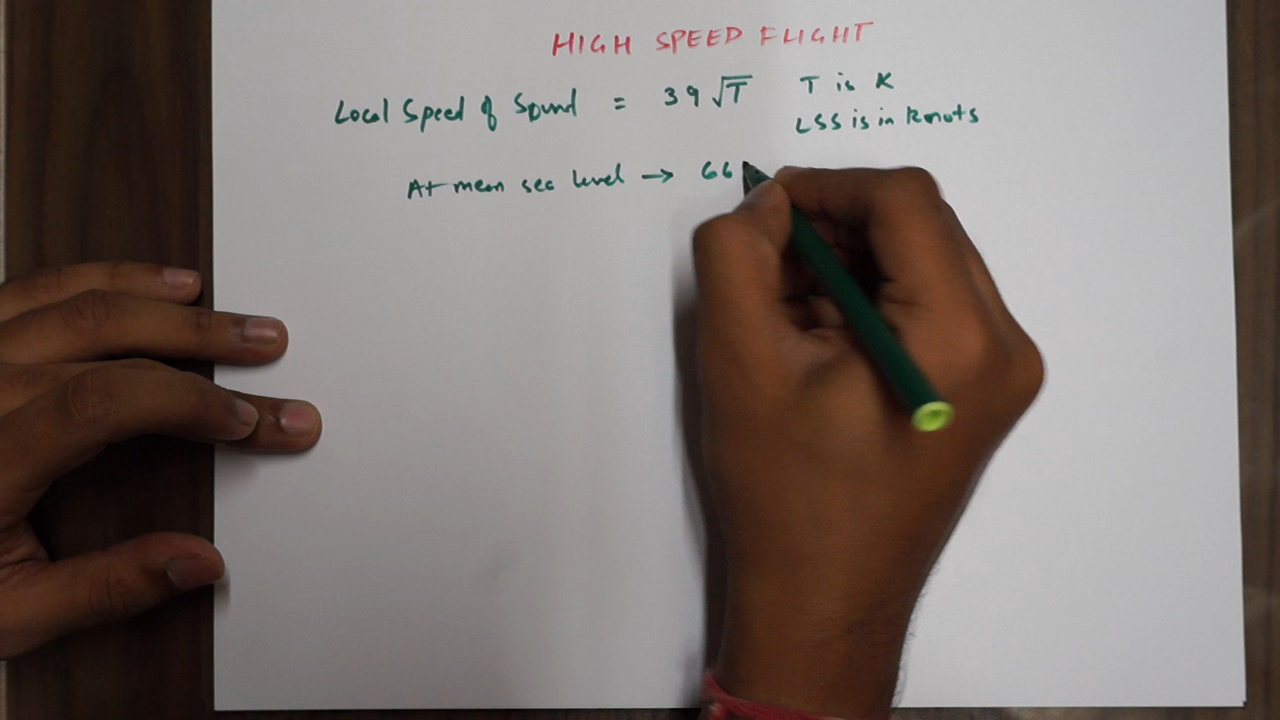 HIGH SPEED FLIGHT
Local Speed of Sound = 39√T T is K
LSS is in knots
At mean sea level → 66